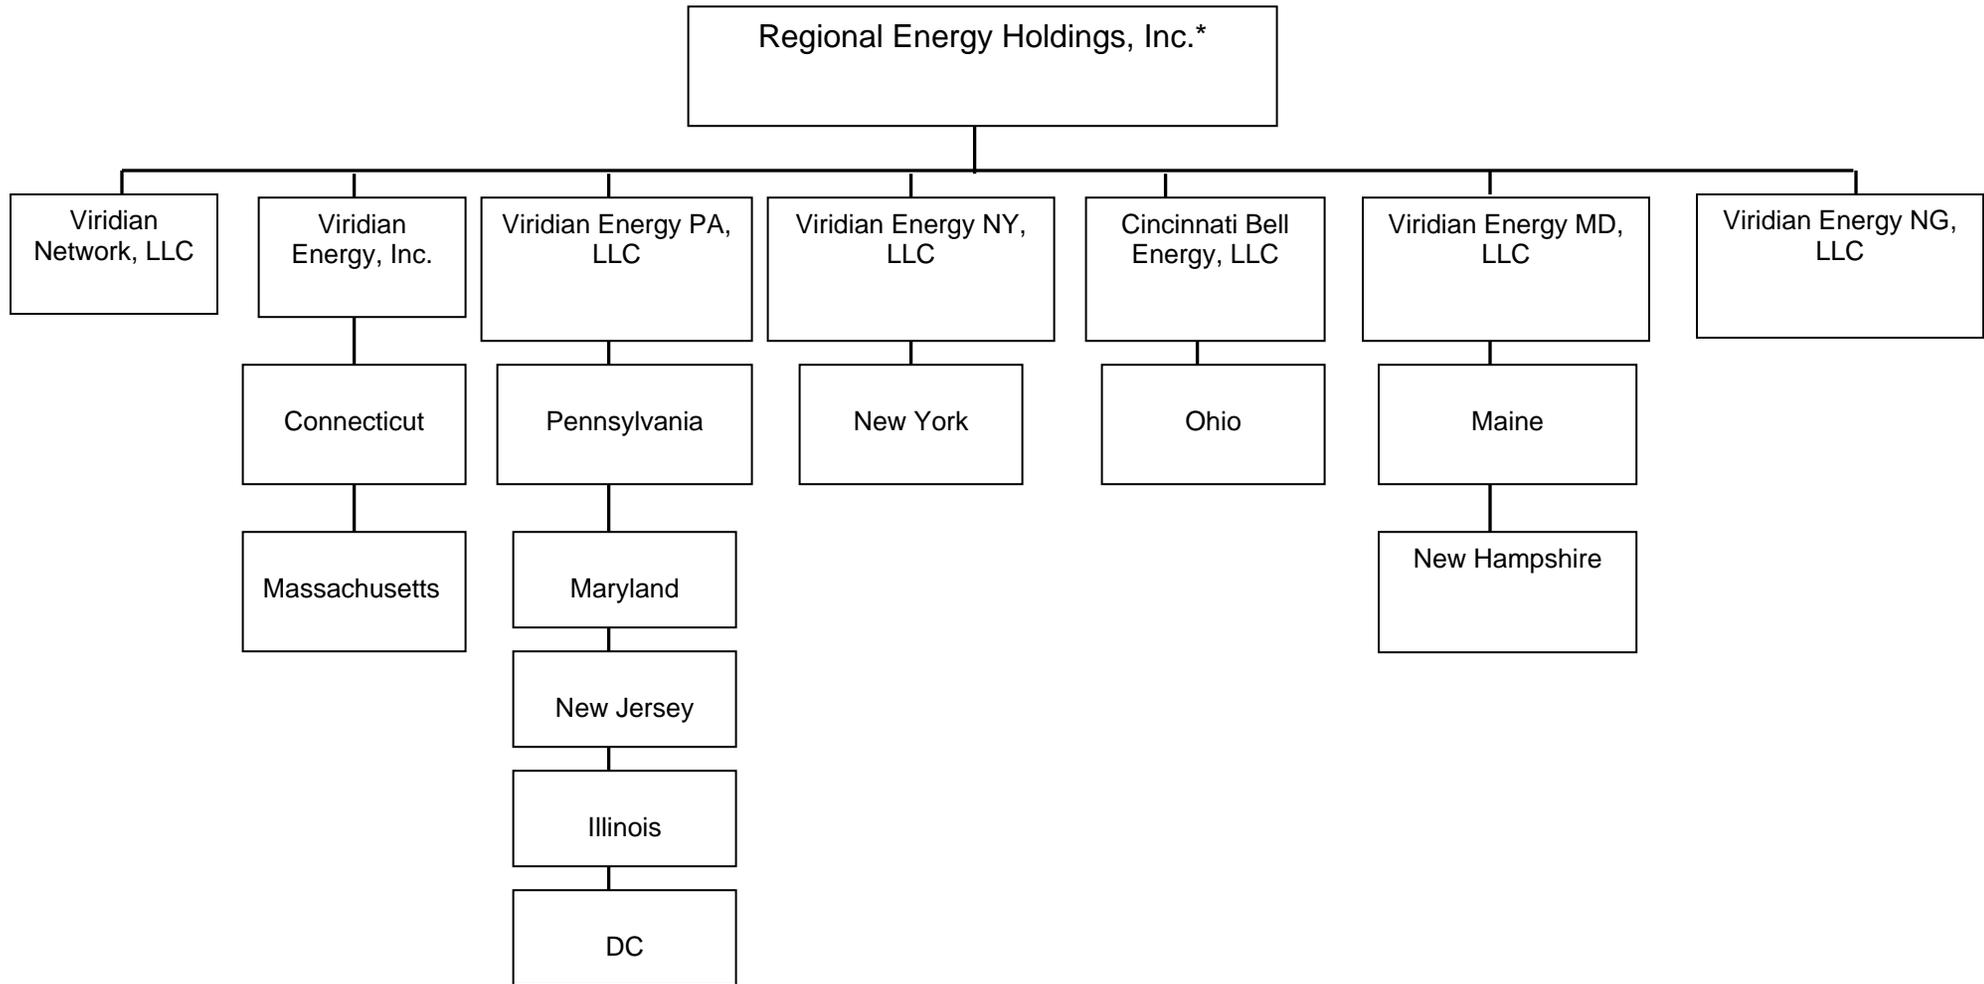 Regional Energy Holdings, Inc.*
Viridian
Network, LLC
Viridian
Energy, Inc.
Viridian Energy PA,
LLC
Viridian Energy NY,
LLC
Cincinnati Bell
Energy, LLC
Viridian Energy MD,
LLC
Viridian Energy NG,
LLC
Connecticut
Pennsylvania
New York
Ohio
Maine
Massachusetts
Maryland
New Hampshire
New Jersey
Illinois
DC